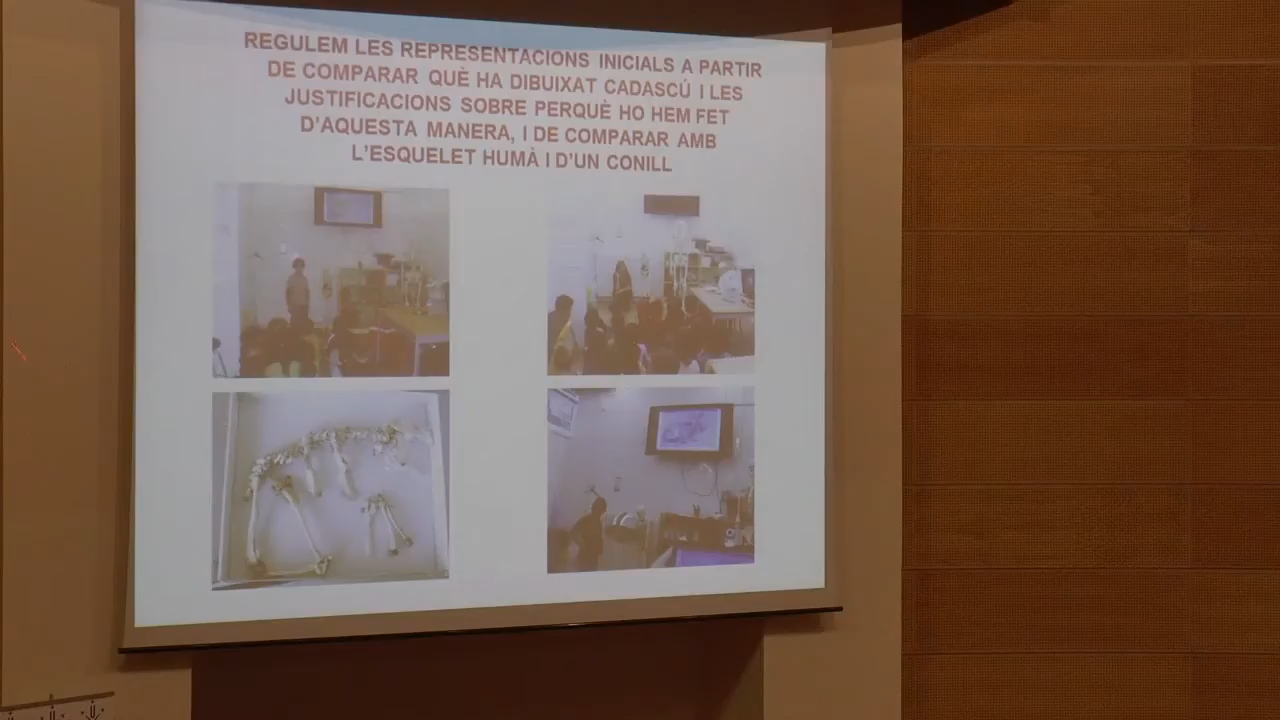 REGULEM LES REPRESENTACIONS INICIALS A PARTIR
DE COMPARAR QUÈ HA DIBUIXAT CADASCÚ I LES
JUSTIFICACIONS SOBRE PERQUÈ HO HEM FET
D'AQUESTA MANERA, I DE COMPARAR AMB
L'ESQUELET HUMÀ I D'UN CONILL